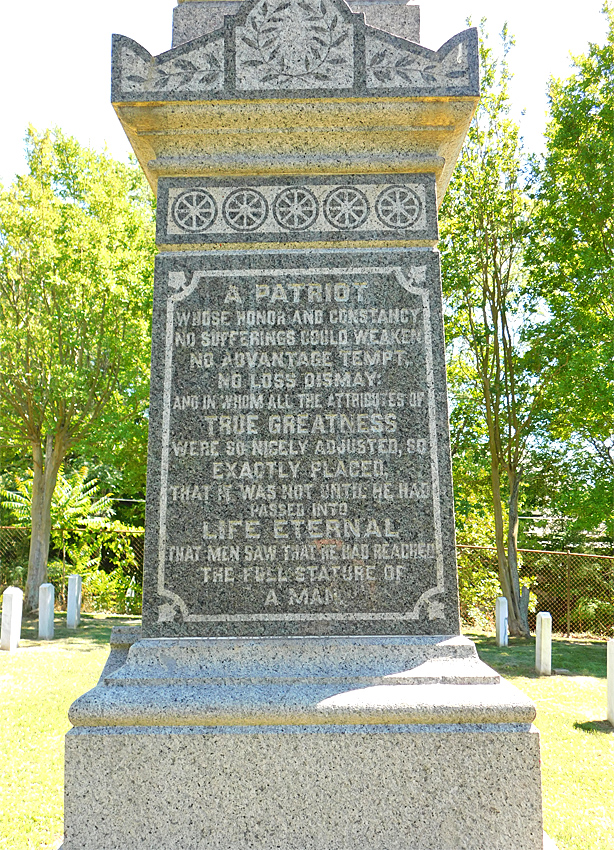 A PATRIOT
WHOSE HONOR AND CONSTANCY
NO SUFFERINGS COULD WEAKEN
NO ADVANTAGE TEMPT,
NO LOSS DISMAY;
AND IN WHOM ALL THE ATTRIBUTES OF
TRUE GREATNESS
WERE SO NICELY ADJUSTED, SO
EXACTLY PLACED,
THAT IT WAS NOT UNTIL HE HAD
PASSED INTO
LIFE ETERNAL
THAT MEN SAW THAT HE HAD REACHED
THE FULL STATURE OF
A MAN.